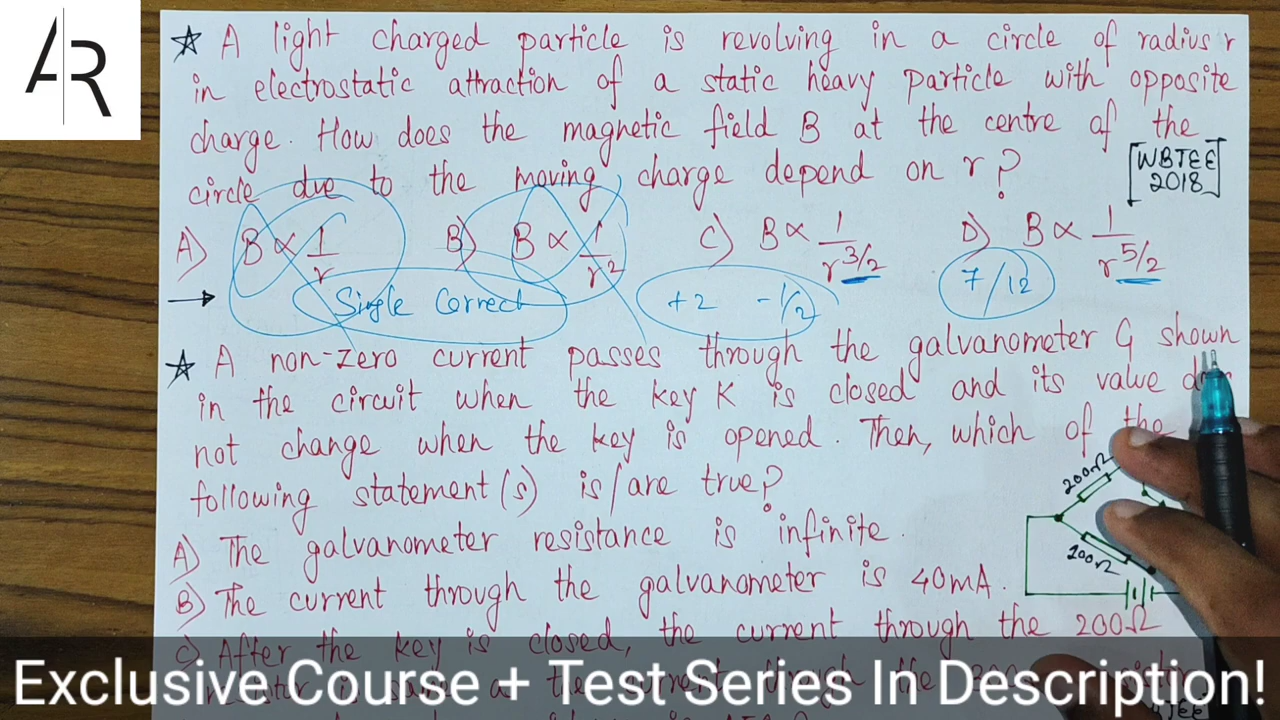 AR
☆ A light charged particle is revolving in a circle of radius r
in electrostatic attraction of a static heavy particle with opposite
charge. How does the magnetic field B at the centre of the
circle due to the moving charge depend on r?
[WBJEE
2018]
A) B ∝ 1/r B) B ∝ 1/r² C) B ∝ 1/r^3/2 D) B ∝ 1/r^5/2
→ Single Correct +2 -1/2 7/12
☆ A non-zero current passes through the galvanometer G shown
in the circuit when the key K is closed and its value
not change when the key is opened. Then, which of the
following statement(s) is/are true?
200Ω
A) The galvanometer resistance is infinite.
200Ω
B) The current through the galvanometer is 40mA.
C) After the key is closed, the current through the 200Ω
Exclusive Course + Test Series In Description!